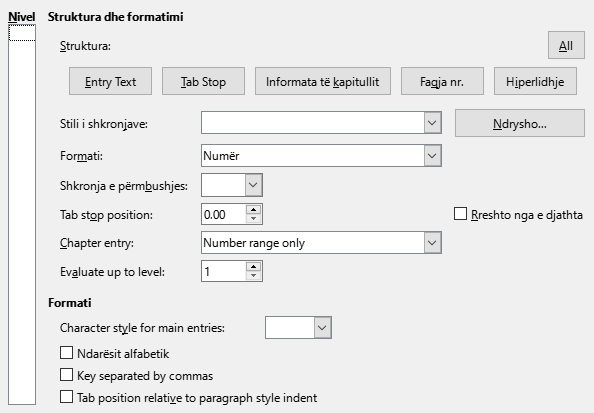 Nivel Struktura dhe formatimi
Struktura: All
Entry Text Tab Stop Informata të kapitullit Faqja nr. Hiperlidhje
Stili i shkronjave: Ndrysho...
Formati: Numër
Shkronja e përmbushjes:
Tab stop position: 0.00 Rreshto nga e djathta
Chapter entry: Number range only
Evaluate up to level: 1
Formati
Character style for main entries:
Ndarësit alfabetik
Key separated by commas
Tab position relative to paragraph style indent